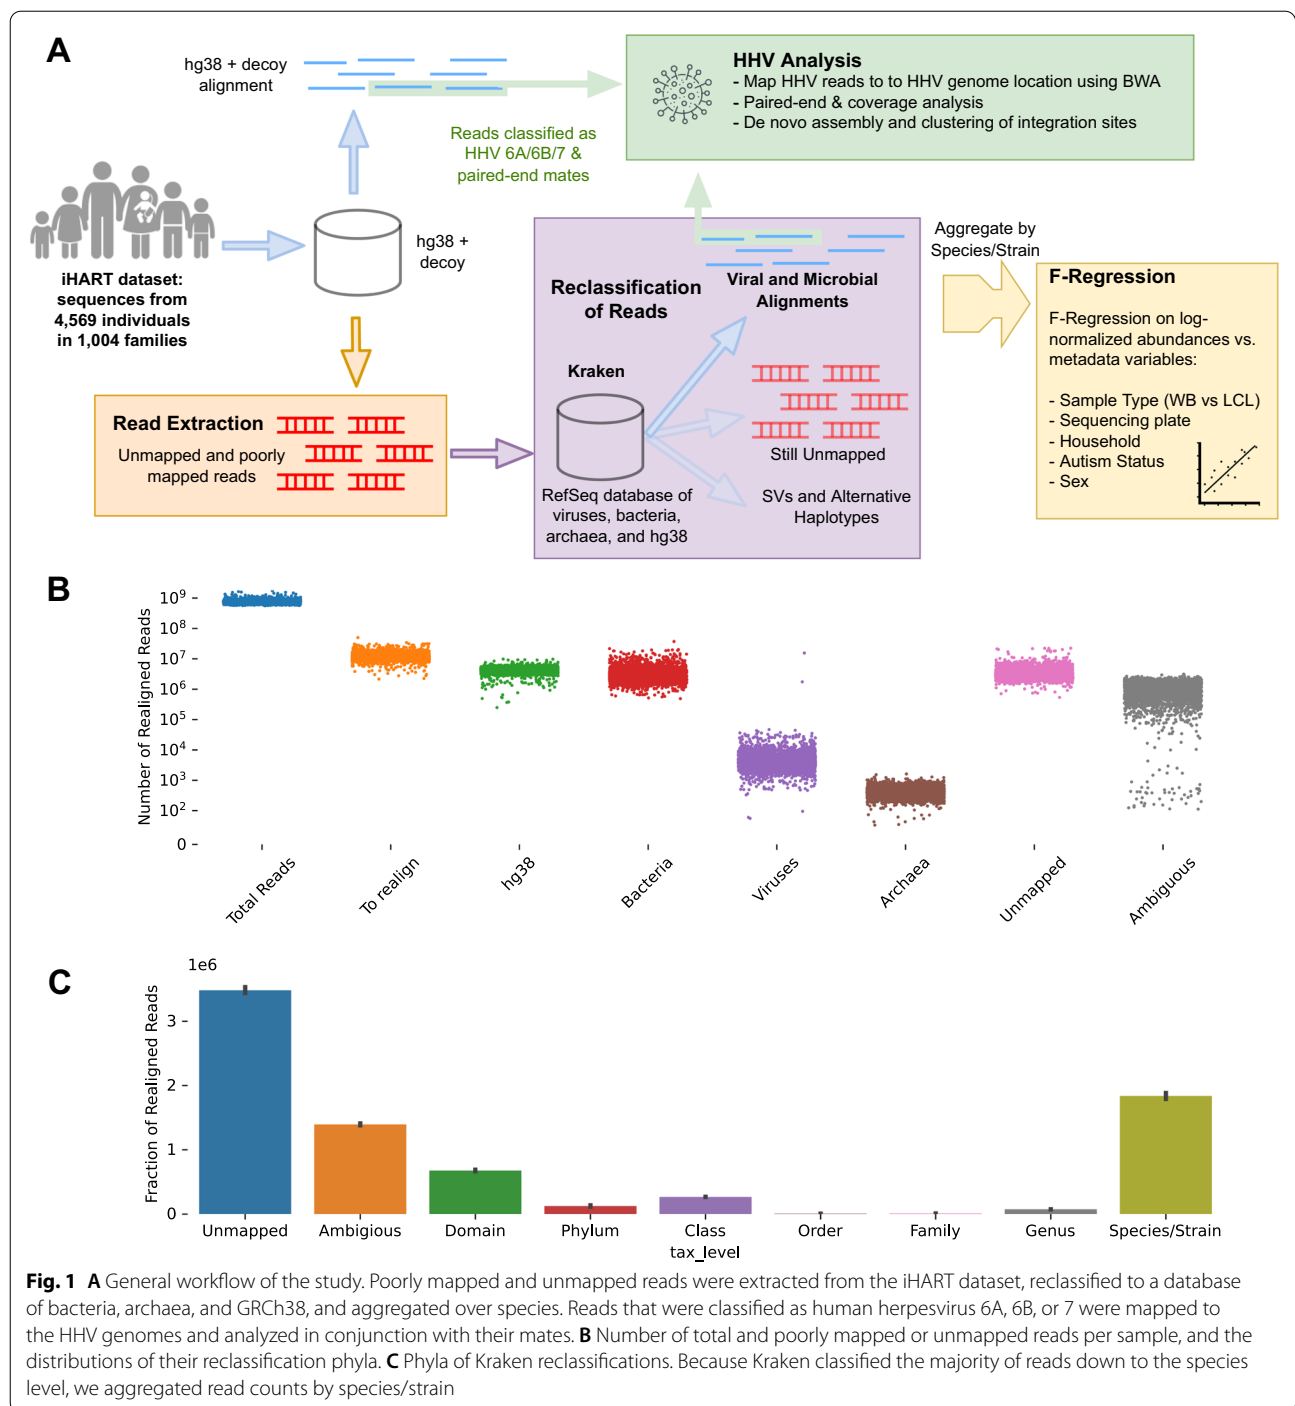 A
hg38 + decoy
alignment
HHV Analysis
- Map HHV reads to to HHV genome location using BWA
- Paired-end & coverage analysis
- De novo assembly and clustering of integration sites
Reads classified as
HHV 6A/6B/7 &
paired-end mates
hg38 +
decoy
iHART dataset:
sequences from
4,569 individuals
in 1,004 families
Read Extraction
Unmapped and poorly
mapped reads
Reclassification
of Reads
Viral and Microbial
Alignments
Kraken
RefSeq database of
viruses, bacteria,
archaea, and hg38
Still Unmapped
SVs and Alternative
Haplotypes
Aggregate by
Species/Strain
F-Regression
F-Regression on log-
normalized abundances vs.
metadata variables:
- Sample Type (WB vs LCL)
- Sequencing plate
- Household
- Autism Status
- Sex
B
Number of Realigned Reads
10⁹
10⁸
10⁷
10⁶
10⁵
10⁴
10³
10²
0
Total Reads
To realign
hg38
Bacteria
Viruses
Archaea
Unmapped
Ambiguous
C
1e6
Fraction of Realigned Reads
3
2
1
0
Unmapped
Ambigious
Domain
Phylum
Class
Order
Family
Genus
Species/Strain
tax_level
Fig. 1 A General workflow of the study. Poorly mapped and unmapped reads were extracted from the iHART dataset, reclassified to a database
of bacteria, archaea, and GRCh38, and aggregated over species. Reads that were classified as human herpesvirus 6A, 6B, or 7 were mapped to
the HHV genomes and analyzed in conjunction with their mates. B Number of total and poorly mapped or unmapped reads per sample, and the
distributions of their reclassification phyla. C Phyla of Kraken reclassifications. Because Kraken classified the majority of reads down to the species
level, we aggregated read counts by species/strain